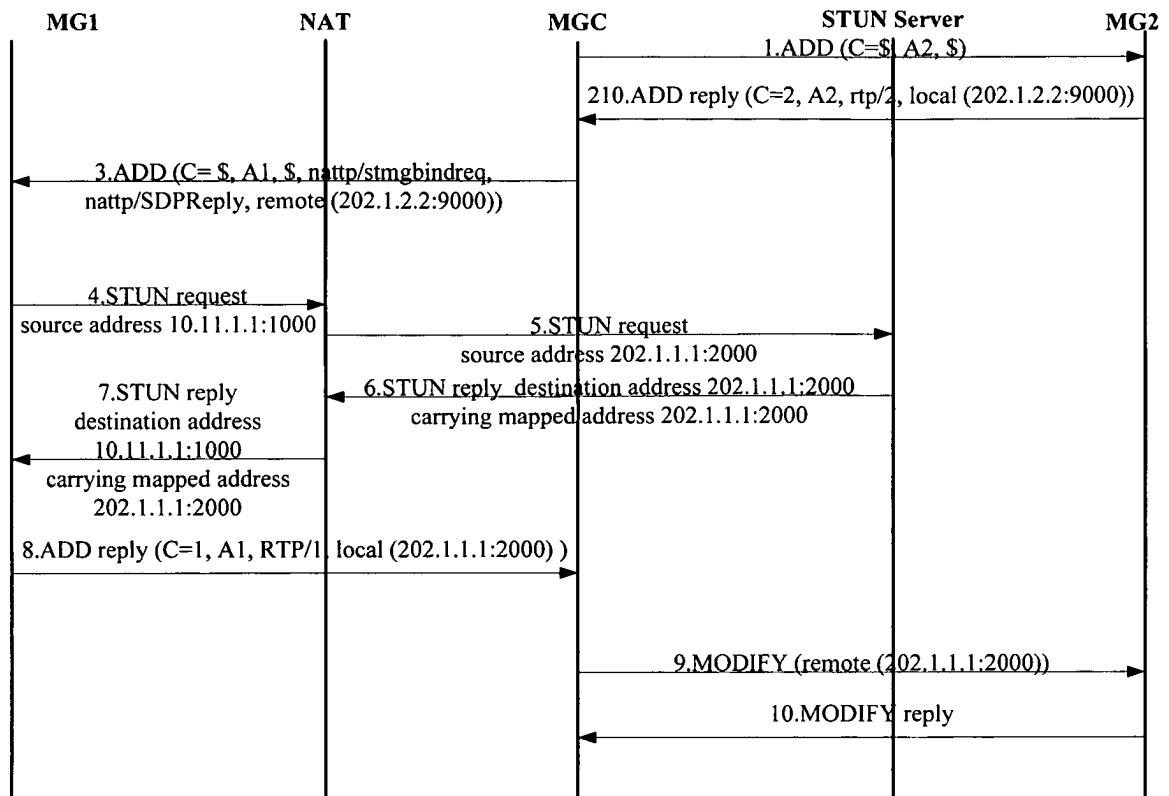 MG1
NAT
MGC
STUN Server
MG2
1.ADD (C=$, A2, $)
210.ADD reply (C=2, A2, rtp/2, local (202.1.2.2:9000))
3.ADD (C= $, A1, $, nattp/stmgbindreq,
nattp/SDPReply, remote (202.1.2.2:9000))
4.STUN request
source address 10.11.1.1:1000
5.STUN request
source address 202.1.1.1:2000
6.STUN reply destination address 202.1.1.1:2000
carrying mapped address 202.1.1.1:2000
7.STUN reply
destination address
10.11.1.1:1000
carrying mapped address
202.1.1.1:2000
8.ADD reply (C=1, A1, RTP/1, local (202.1.1.1:2000) )
9.MODIFY (remote (202.1.1.1:2000))
10.MODIFY reply